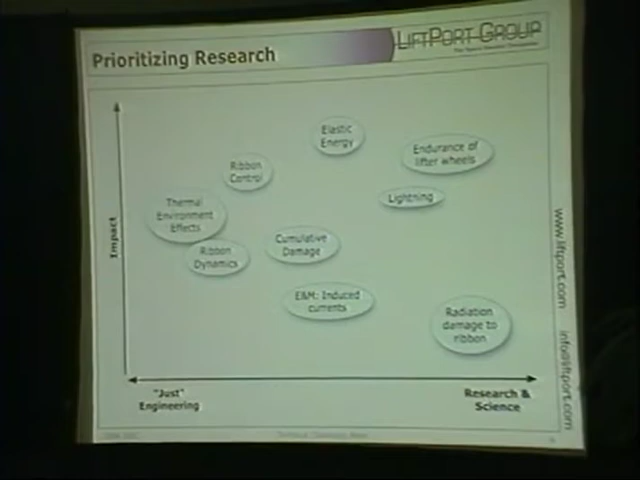 Prioritizing Research
LIFTPORT GROUP
Elastic
Energy
Endurance of
lifter wheels
Ribbon
Control
Lightning
Thermal
Environment
Effects
Impact
Ribbon
Dynamics
Cumulative
Damage
E&M: Induced
currents
Radiation
damage to
ribbon
"Just"
Engineering
Research &
Science
www.liftport.com
info@liftport.com